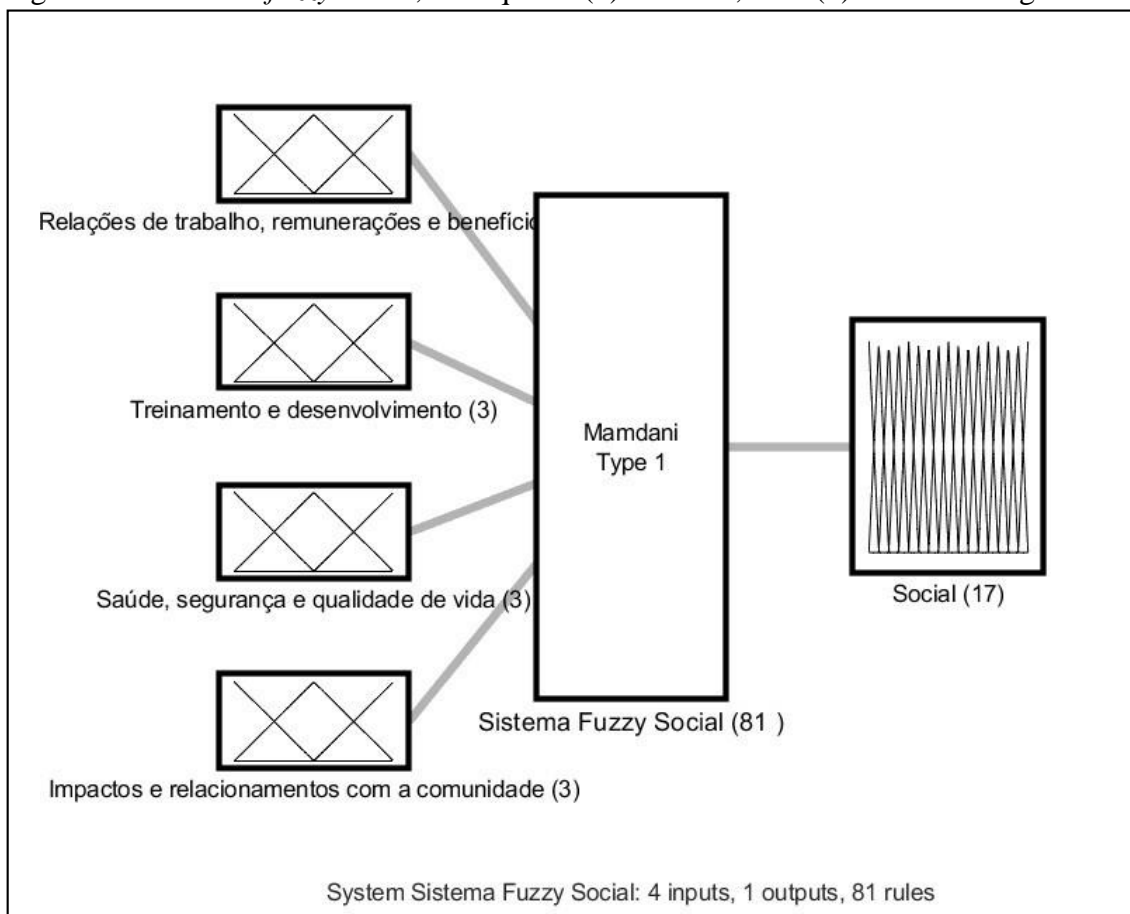 Relações de trabalho, remunerações e benefíci
Treinamento e desenvolvimento (3)
Saúde, segurança e qualidade de vida (3)
Impactos e relacionamentos com a comunidade (3)
Mamdani
Type 1
Sistema Fuzzy Social (81 )
Social (17)
System Sistema Fuzzy Social: 4 inputs, 1 outputs, 81 rules